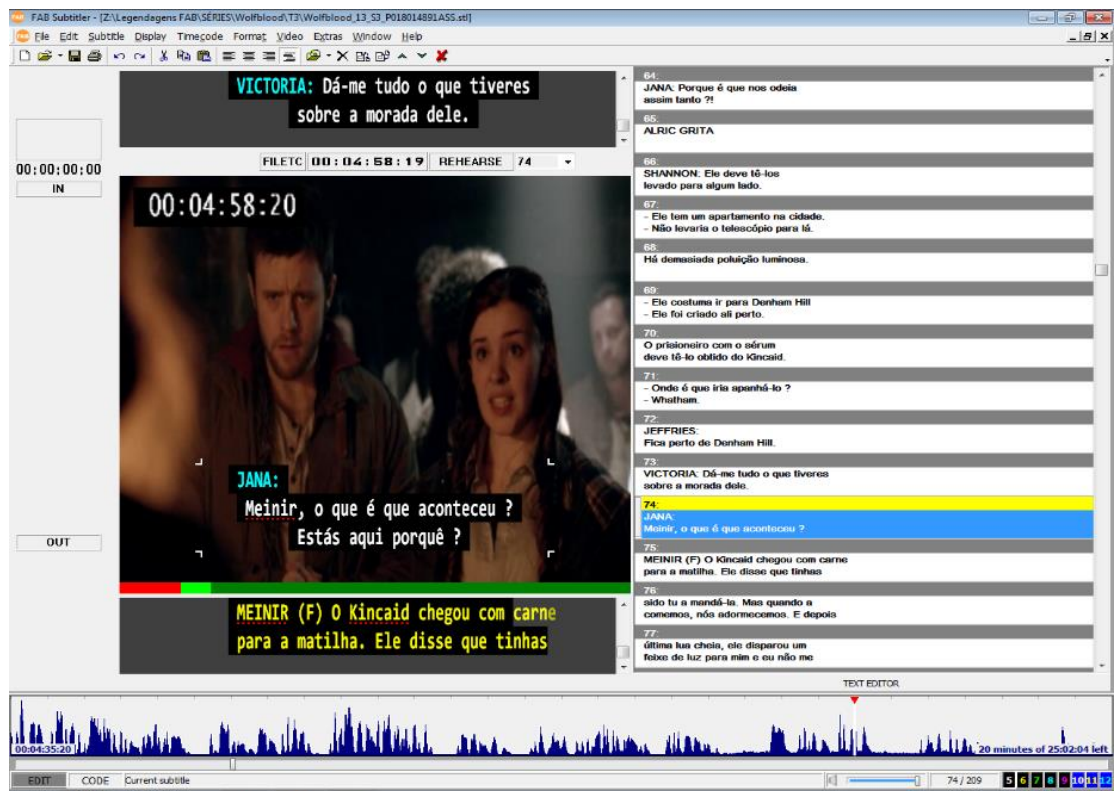 FAB Subtitler - [Z:\Legendagens FAB\SÉRIES\Wolfblood\T3\Wolfblood_13_S3_P018014891ASS.stl]
File Edit Subtitle Display Timecode Format Video Extras Window Help
VICTORIA: Dá-me tudo o que tiveres
sobre a morada dele.
FILETC 00:04:58:19 REHEARSE 74
00:00:00:00
IN
00:04:58:20
JANA:
Meinir, o que é que aconteceu ?
Estás aqui porquê ?
OUT
MEINIR (F) O Kincaid chegou com carne
para a matilha. Ele disse que tinhas
64:
JANA: Porque é que nos odeia
assim tanto ?!
65:
ALRIC GRITA
66:
SHANNON: Ele deve tê-los
levado para algum lado.
67:
- Ele tem um apartamento na cidade.
- Não levaria o telescópio para lá.
68:
Há demasiada poluição luminosa.
69:
- Ele costuma ir para Denham Hill
- Ele foi criado ali perto.
70:
O prisioneiro com o sérum
deve tê-lo obtido do Kincaid.
71:
- Onde é que iria apanhá-lo ?
- Whatham.
72:
JEFFRIES:
Fica perto de Denham Hill.
73:
VICTORIA: Dá-me tudo o que tiveres
sobre a morada dele.
74:
JANA:
Meinir, o que é que aconteceu ?
75:
MEINIR (F) O Kincaid chegou com carne
para a matilha. Ele disse que tinhas
76:
sido tu a mandá-la. Mas quando a
comemos, nós adormecemos. E depois
77:
última lua cheia, ele disparou um
feixe de luz para mim e eu não me
TEXT EDITOR
00:04:35:20
20 minutes of 25:02:04 left
EDIT CODE Current subtitle 74 / 209 5 6 7 8 9 10 11 12